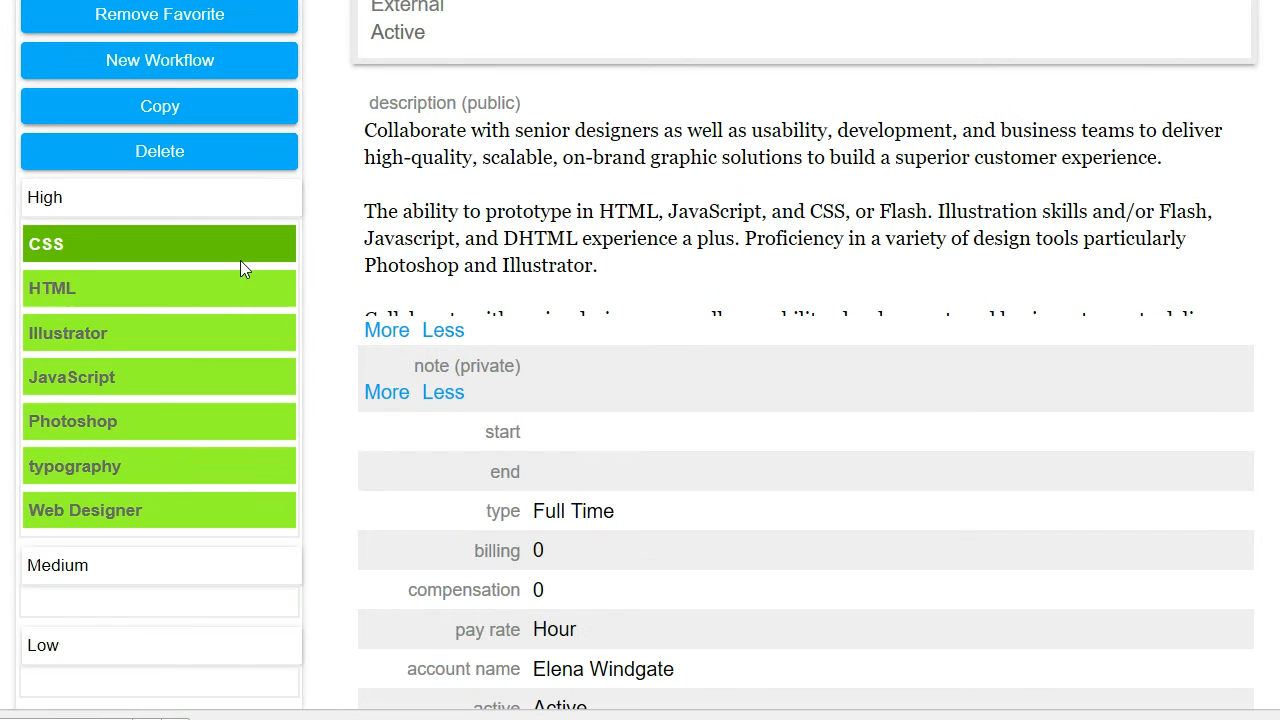 Remove Favorite
New Workflow
Copy
Delete
High
CSS
HTML
Illustrator
JavaScript
Photoshop
typography
Web Designer
Medium
Low
External
Active
description (public)
Collaborate with senior designers as well as usability, development, and business teams to deliver
high-quality, scalable, on-brand graphic solutions to build a superior customer experience.
The ability to prototype in HTML, JavaScript, and CSS, or Flash. Illustration skills and/or Flash,
Javascript, and DHTML experience a plus. Proficiency in a variety of design tools particularly
Photoshop and Illustrator.
More Less
note (private)
More Less
start
end
type Full Time
billing 0
compensation 0
pay rate Hour
account name Elena Windgate
active Active